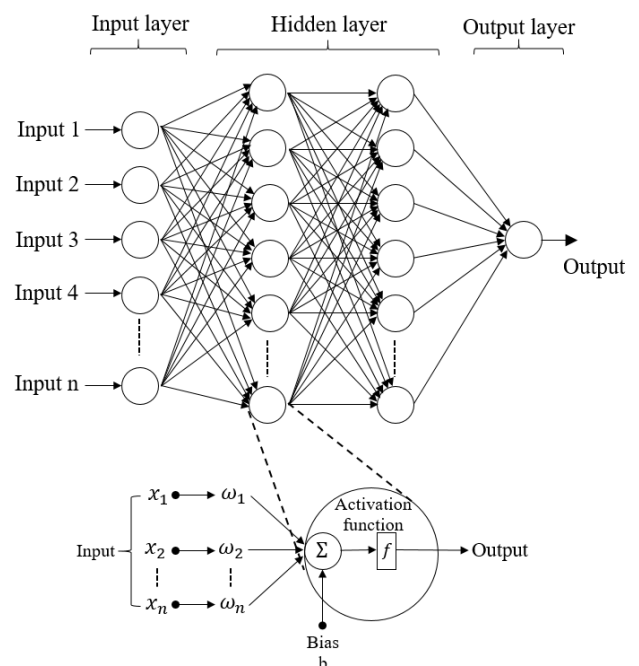 Input layer
Hidden layer
Output layer
Input 1
Input 2
Input 3
Input 4
Input n
Output
Activation
function
Input
x₁ ω₁
x₂ ω₂
xₙ ωₙ
Σ
f
Output
Bias
b